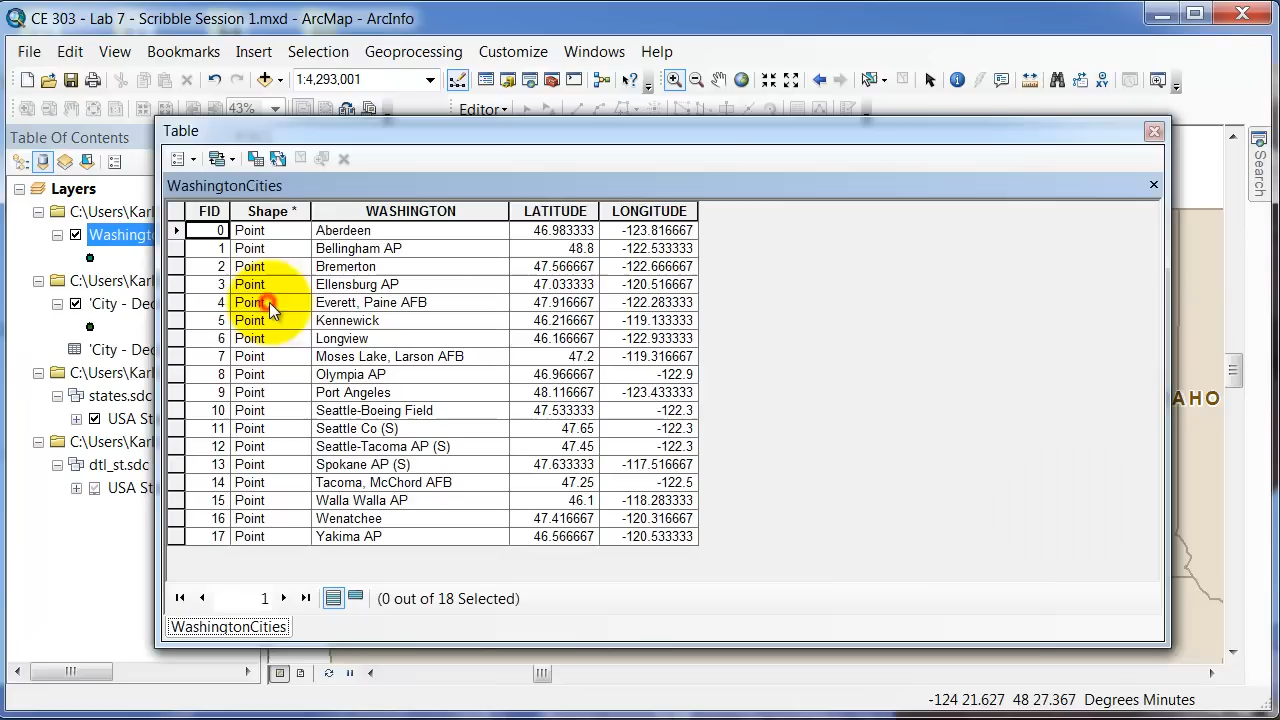 CE 303 - Lab 7 - Scribble Session 1.mxd - ArcMap - ArcInfo
File Edit View Bookmarks Insert Selection Geoprocessing Customize Windows Help
1:4,293,001
43% Editor
Table Of Contents
Table
Layers
WashingtonCities
C:\Users\Karl
Washingt
C:\Users\Karl
'City - Dec
'City - Dec
C:\Users\Karl
states.sdc
USA St
C:\Users\Karl
dtl_st.sdc
USA St
FID Shape * WASHINGTON LATITUDE LONGITUDE
0 Point Aberdeen 46.983333 -123.816667
1 Point Bellingham AP 48.8 -122.533333
2 Point Bremerton 47.566667 -122.666667
3 Point Ellensburg AP 47.033333 -120.516667
4 Point Everett, Paine AFB 47.916667 -122.283333
5 Point Kennewick 46.216667 -119.133333
6 Point Longview 46.166667 -122.933333
7 Point Moses Lake, Larson AFB 47.2 -119.316667
8 Point Olympia AP 46.966667 -122.9
9 Point Port Angeles 48.116667 -123.433333
10 Point Seattle-Boeing Field 47.533333 -122.3
11 Point Seattle Co (S) 47.65 -122.3
12 Point Seattle-Tacoma AP (S) 47.45 -122.3
13 Point Spokane AP (S) 47.633333 -117.516667
14 Point Tacoma, McChord AFB 47.25 -122.5
15 Point Walla Walla AP 46.1 -118.283333
16 Point Wenatchee 47.416667 -120.316667
17 Point Yakima AP 46.566667 -120.533333
1 (0 out of 18 Selected)
WashingtonCities
Search
AHO
-124 21.627 48 27.367 Degrees Minutes